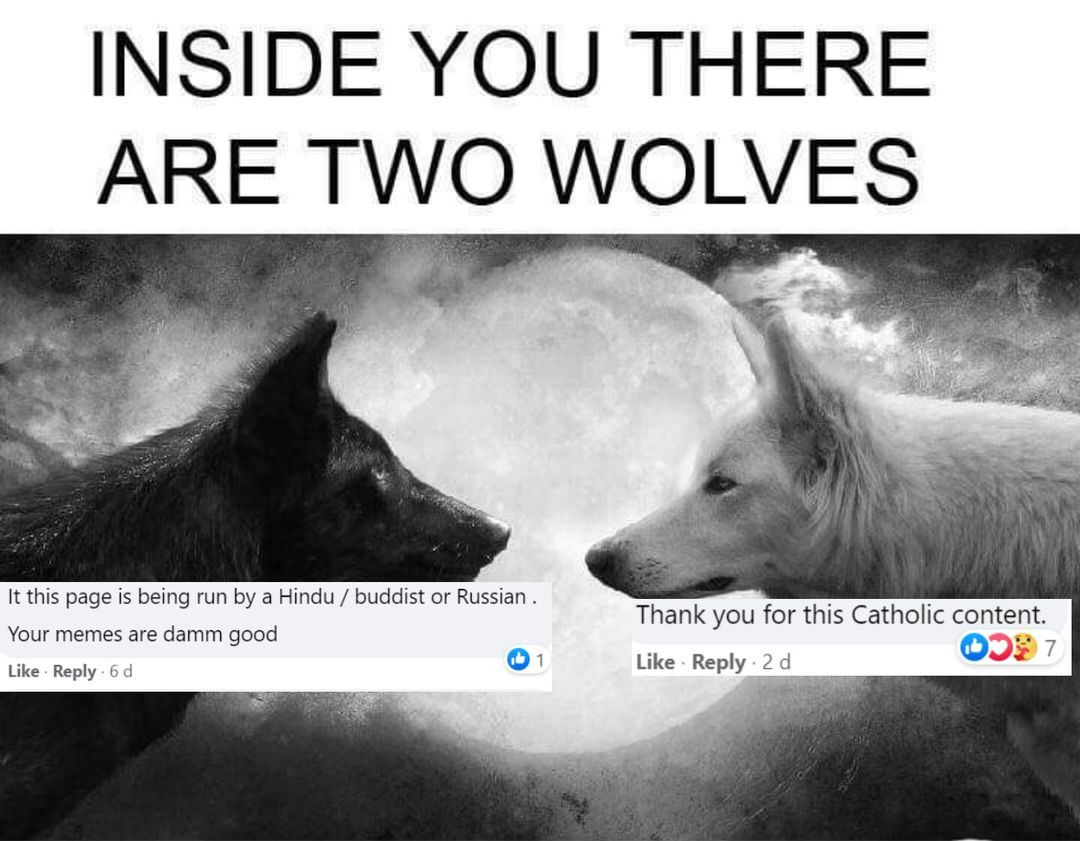 INSIDE YOU THERE
ARE TWO WOLVES
It this page is being run by a Hindu / buddist or Russian .
Your memes are damm good
Like · Reply · 6 d
1
Thank you for this Catholic content.
Like · Reply · 2 d
7